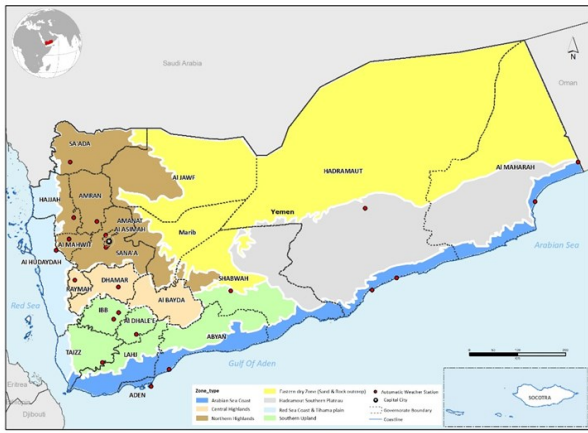 Saudi Arabia
Oman
N
SA'ADA
Al JAWF
HADRAMAUT
Al MAHARAH
HAJJAH
AMRAN
AMANAT
Al ASIMAH
Yemen
Marib
Al MAHWIT
SANA'A
Al HUDAYDAH
Arabian Sea
RAYMAH
DHAMAR
SHABWAH
Al BAYDA
Red Sea
IBB
Al DHALE'E
ABYAN
TAIZZ
LAHJ
Gulf Of Aden
ADEN
Eritrea
Djibouti
Zone_type
Arabian Sea Coast
Central Highlands
Northern Highlands
Eastern dry Zone (Sand & Rock outcrop)
Hadramout Southern Plateau
Red Sea Coast & Tihama plain
Southern Upland
Automatic Weather Station
Capital City
Governorate Boundary
Coastline
SOCOTRA